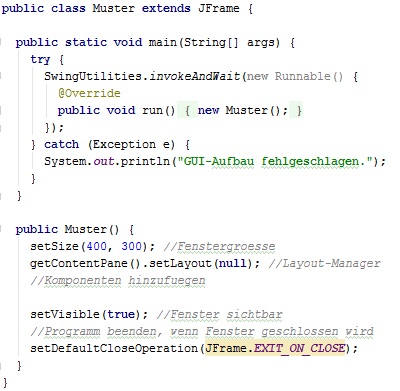 public class Muster extends JFrame {
public static void main(String[] args) {
try {
SwingUtilities.invokeAndWait(new Runnable() {
@Override
public void run() { new Muster(); }
});
} catch (Exception e) {
System.out.println("GUI-Aufbau fehlgeschlagen.");
}
}
public Muster() {
setSize(400, 300); //Fenstergroesse
getContentPane().setLayout(null); //Layout-Manager
//Komponenten hinzufuegen
setVisible(true); //Fenster sichtbar
//Programm beenden, wenn Fenster geschlossen wird
setDefaultCloseOperation(JFrame.EXIT_ON_CLOSE);
}
}